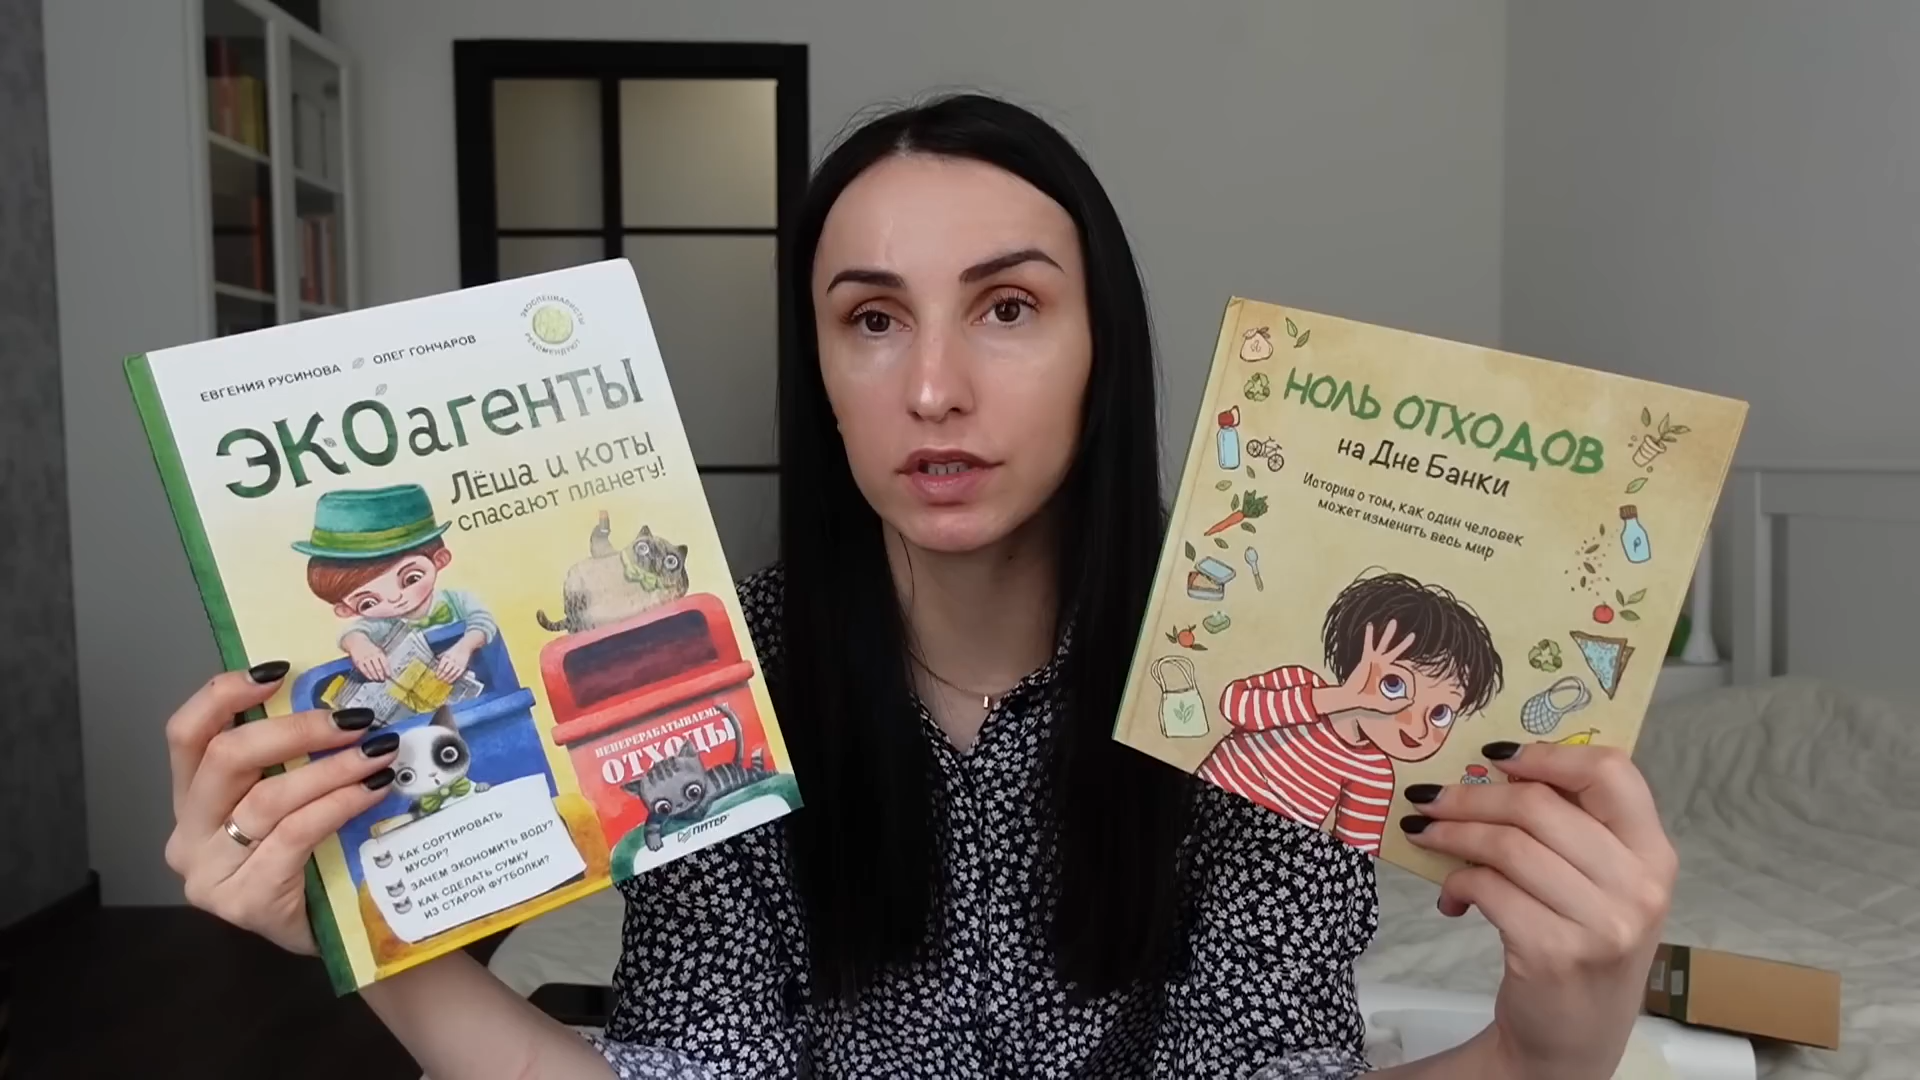 ЕВГЕНИЯ РУСИНОВА ОЛЕГ ГОНЧАРОВ
ЭКОСПЕЦИАЛИСТЫ
РЕКОМЕНДУЮТ
ЭКОагенты
Лёша и коты
спасают планету!
НЕПЕРЕРАБАТЫВАЕМЫЕ
ОТХОДЫ
КАК СОРТИРОВАТЬ
МУСОР?
ЗАЧЕМ ЭКОНОМИТЬ ВОДУ?
КАК СДЕЛАТЬ СУМКУ
ИЗ СТАРОЙ ФУТБОЛКИ?
ПИТЕР
НОЛЬ ОТХОДОВ
на Дне Банки
История о том, как один человек
может изменить весь мир